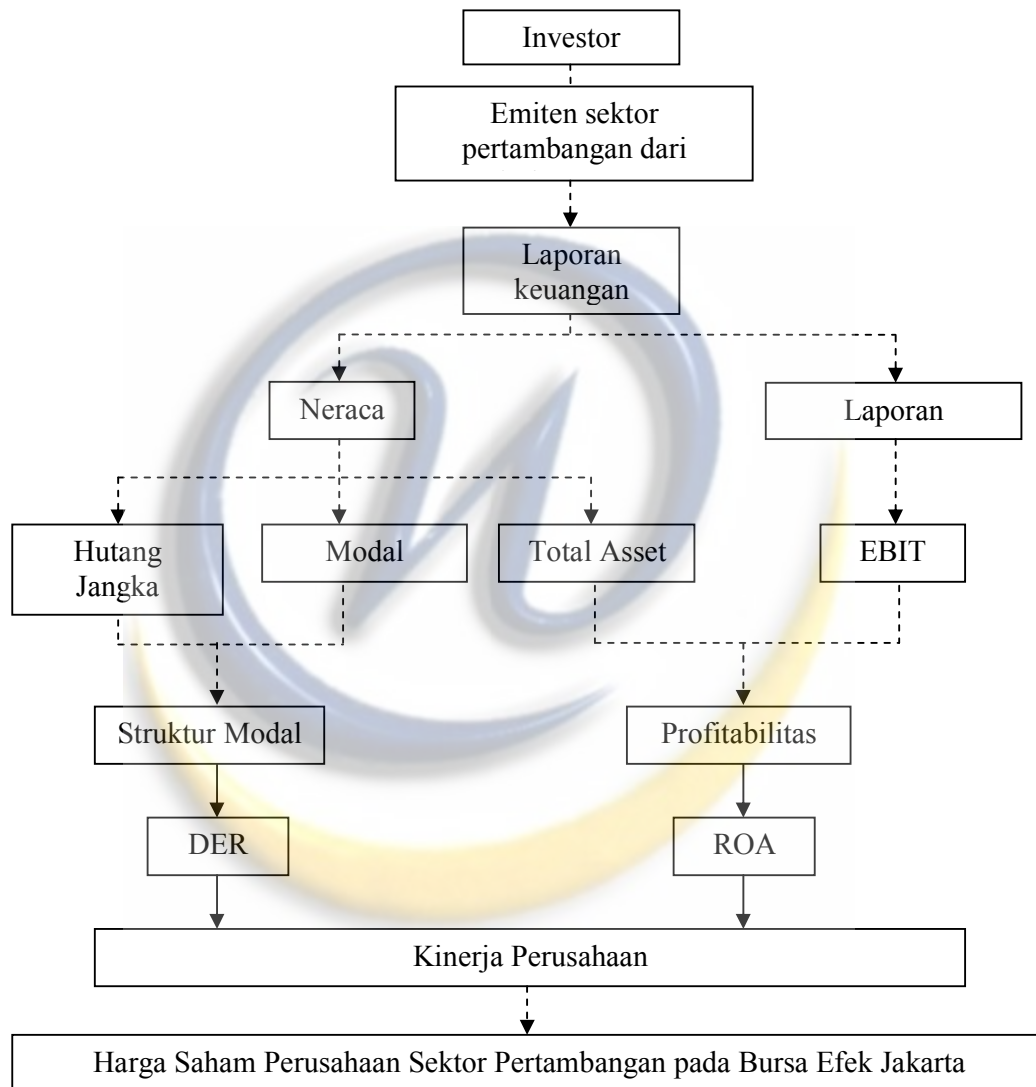 Investor
Emiten sektor
pertambangan dari
Laporan
keuangan
Neraca
Laporan
Hutang
Jangka
Modal
Total Asset
EBIT
Struktur Modal
Profitabilitas
DER
ROA
Kinerja Perusahaan
Harga Saham Perusahaan Sektor Pertambangan pada Bursa Efek Jakarta